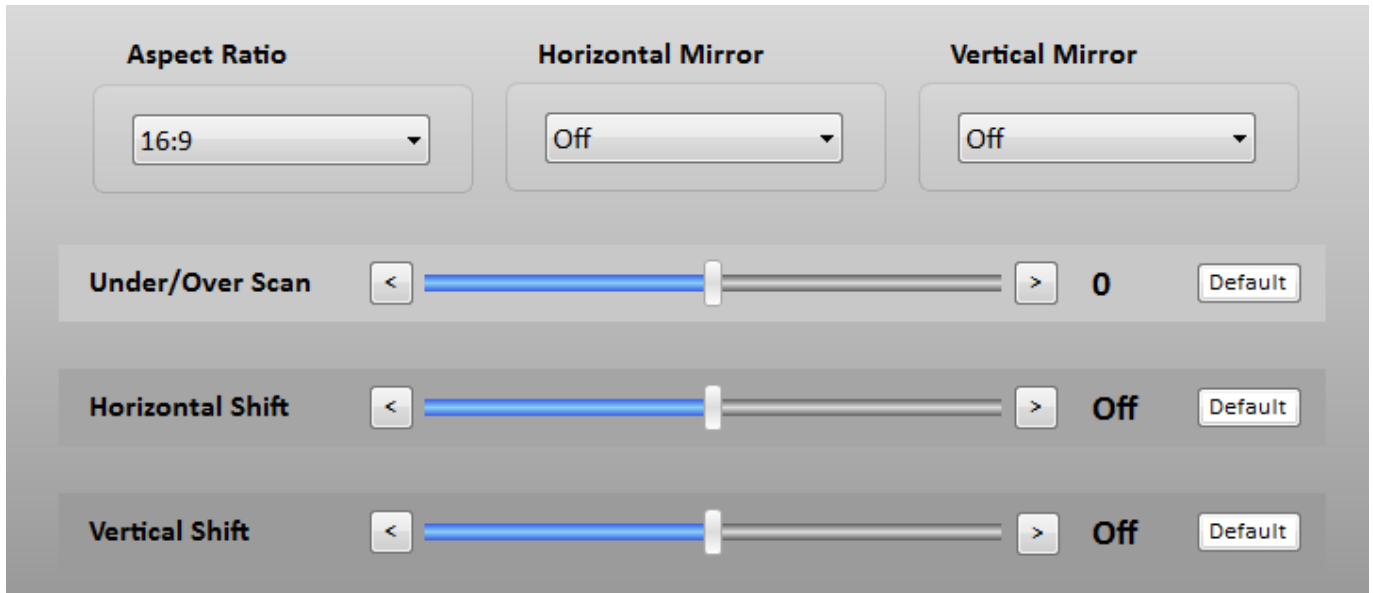 Aspect Ratio Horizontal Mirror Vertical Mirror
16:9 Off Off
Under/Over Scan < > 0 Default
Horizontal Shift < > Off Default
Vertical Shift < > Off Default